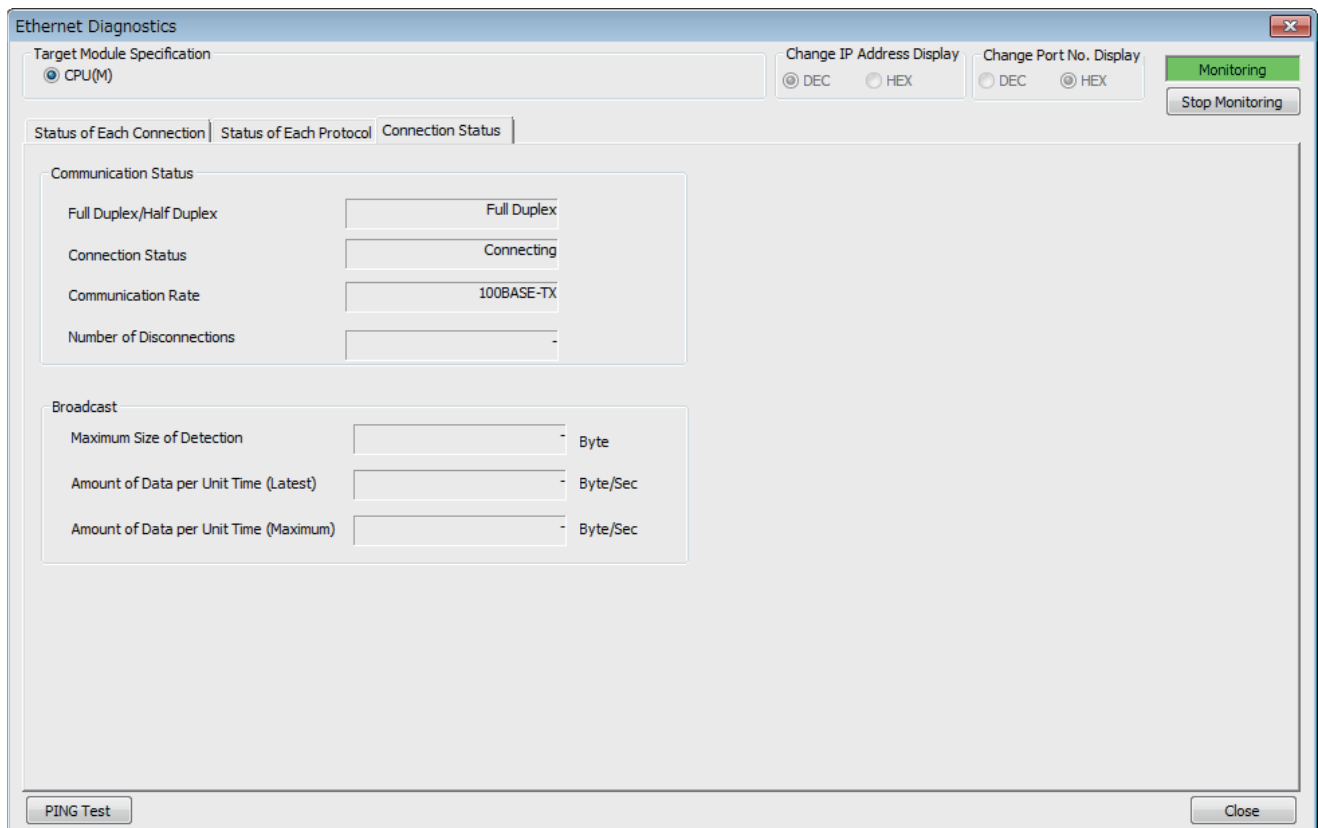 Ethernet Diagnostics
Target Module Specification
CPU(M)
Change IP Address Display
DEC HEX
Change Port No. Display
DEC HEX
Monitoring
Stop Monitoring
Status of Each Connection Status of Each Protocol Connection Status
Communication Status
Full Duplex/Half Duplex Full Duplex
Connection Status Connecting
Communication Rate 100BASE-TX
Number of Disconnections -
Broadcast
Maximum Size of Detection - Byte
Amount of Data per Unit Time (Latest) - Byte/Sec
Amount of Data per Unit Time (Maximum) - Byte/Sec
PING Test Close